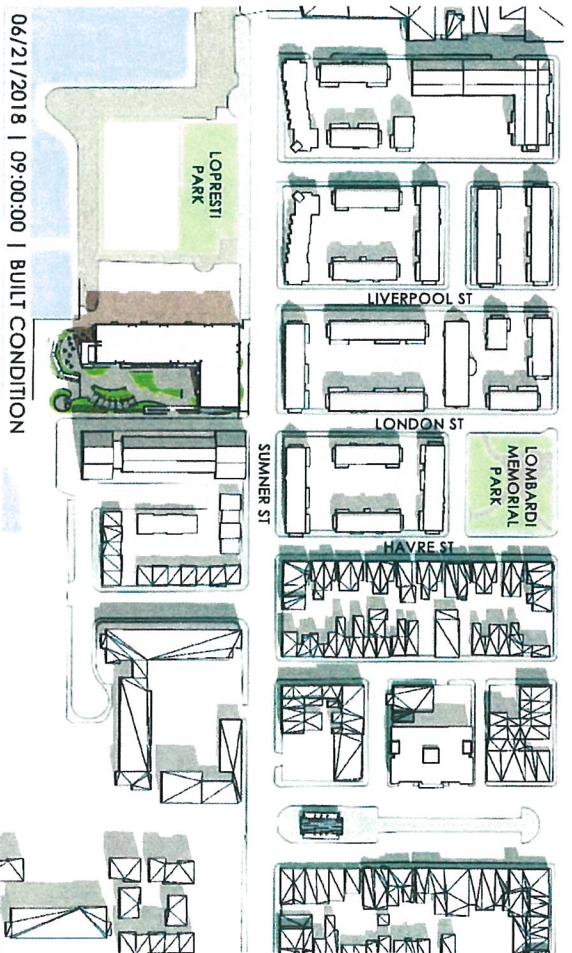 LOPRESTI
PARK
LIVERPOOL ST
LONDON ST
LOMBARDI
MEMORIAL
PARK
SUMNER ST
HAVRE ST
06/21/2018 | 09:00:00 | BUILT CONDITION